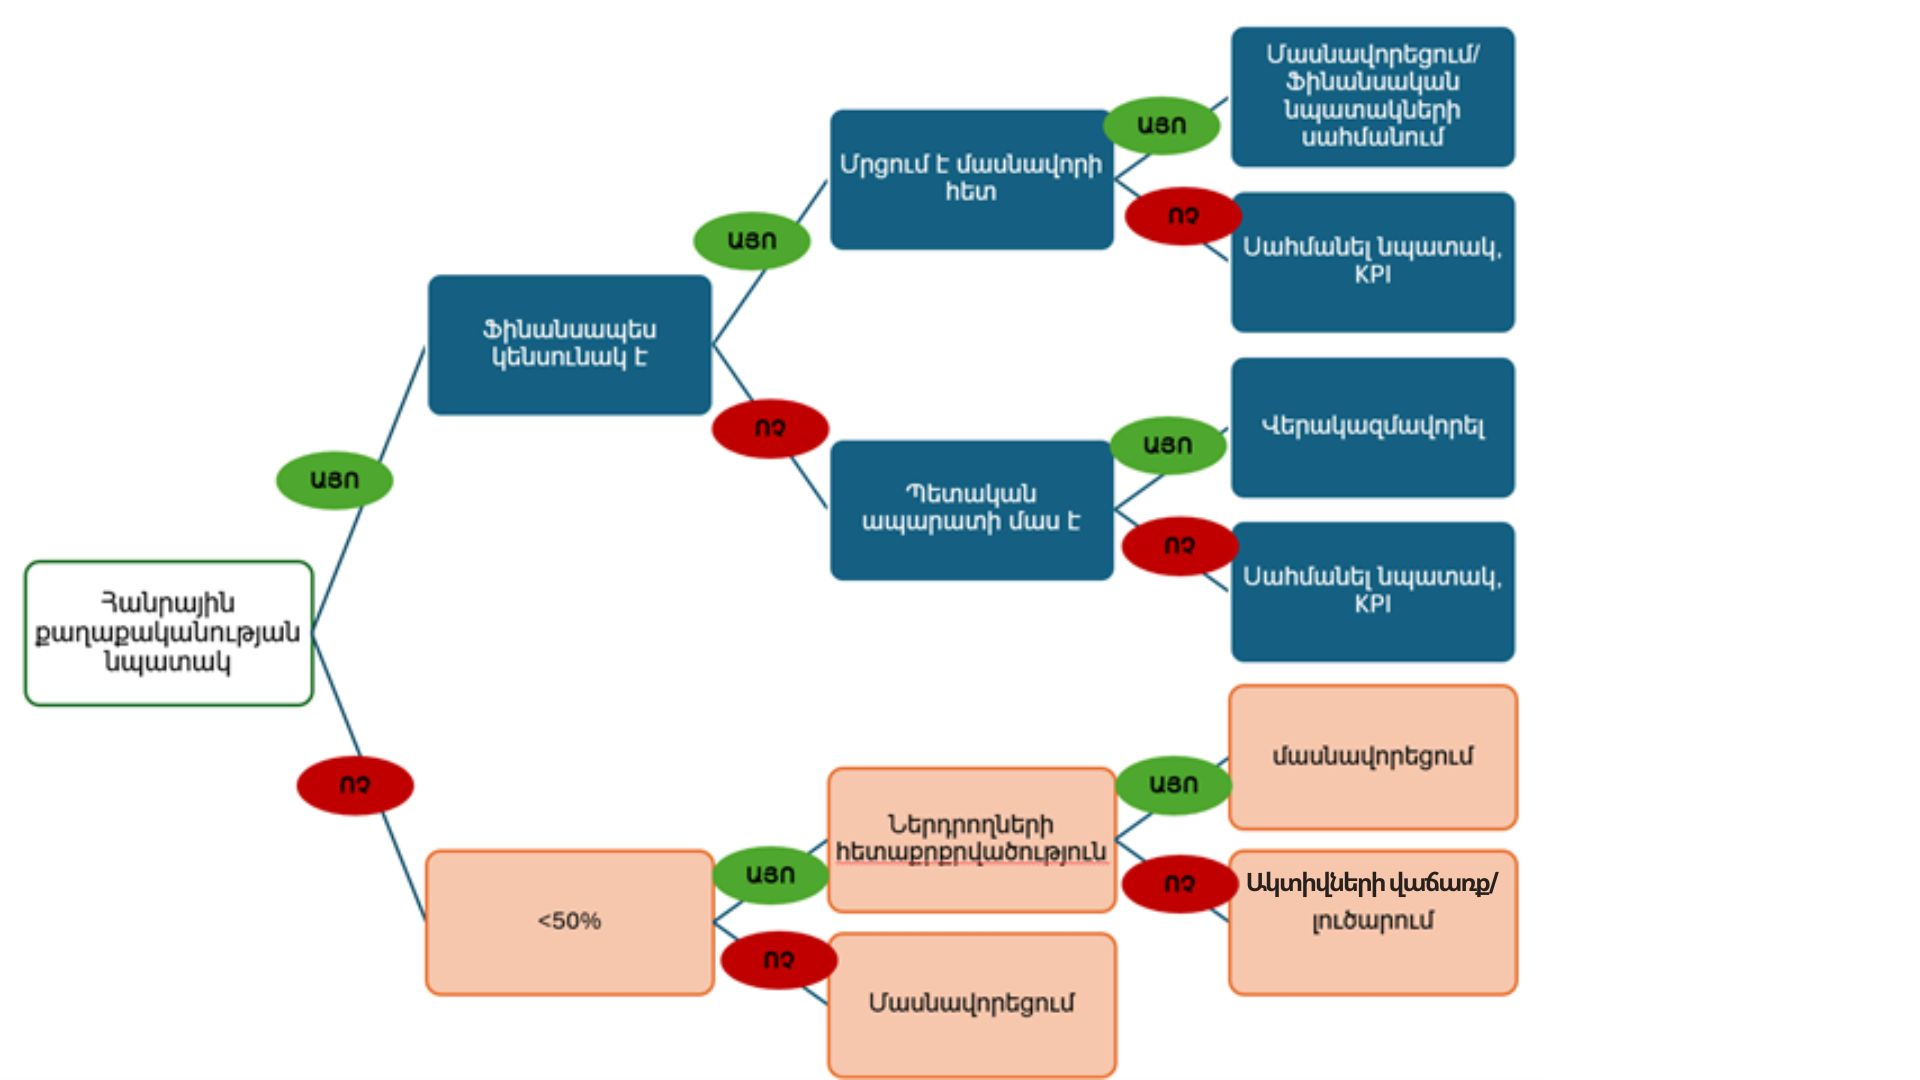 Հանրային
քաղաքականության
նպատակ
ԱՅՈ
ՈՉ
Ֆինանսապես
կենսունակ է
ԱՅՈ
ՈՉ
Մրցում է մասնավորի
հետ
ԱՅՈ
ՈՉ
Մասնավորեցում/
Ֆինանսական
նպատակների
սահմանում
Սահմանել նպատակ,
KPI
Պետական
ապարատի մաս է
ԱՅՈ
ՈՉ
Վերակազմավորել
Սահմանել նպատակ,
KPI
<50%
ԱՅՈ
ՈՉ
Ներդրողների
հետաքրքրվածություն
ԱՅՈ
ՈՉ
մասնավորեցում
Ակտիվների վաճառք/
լուծարում
Մասնավորեցում